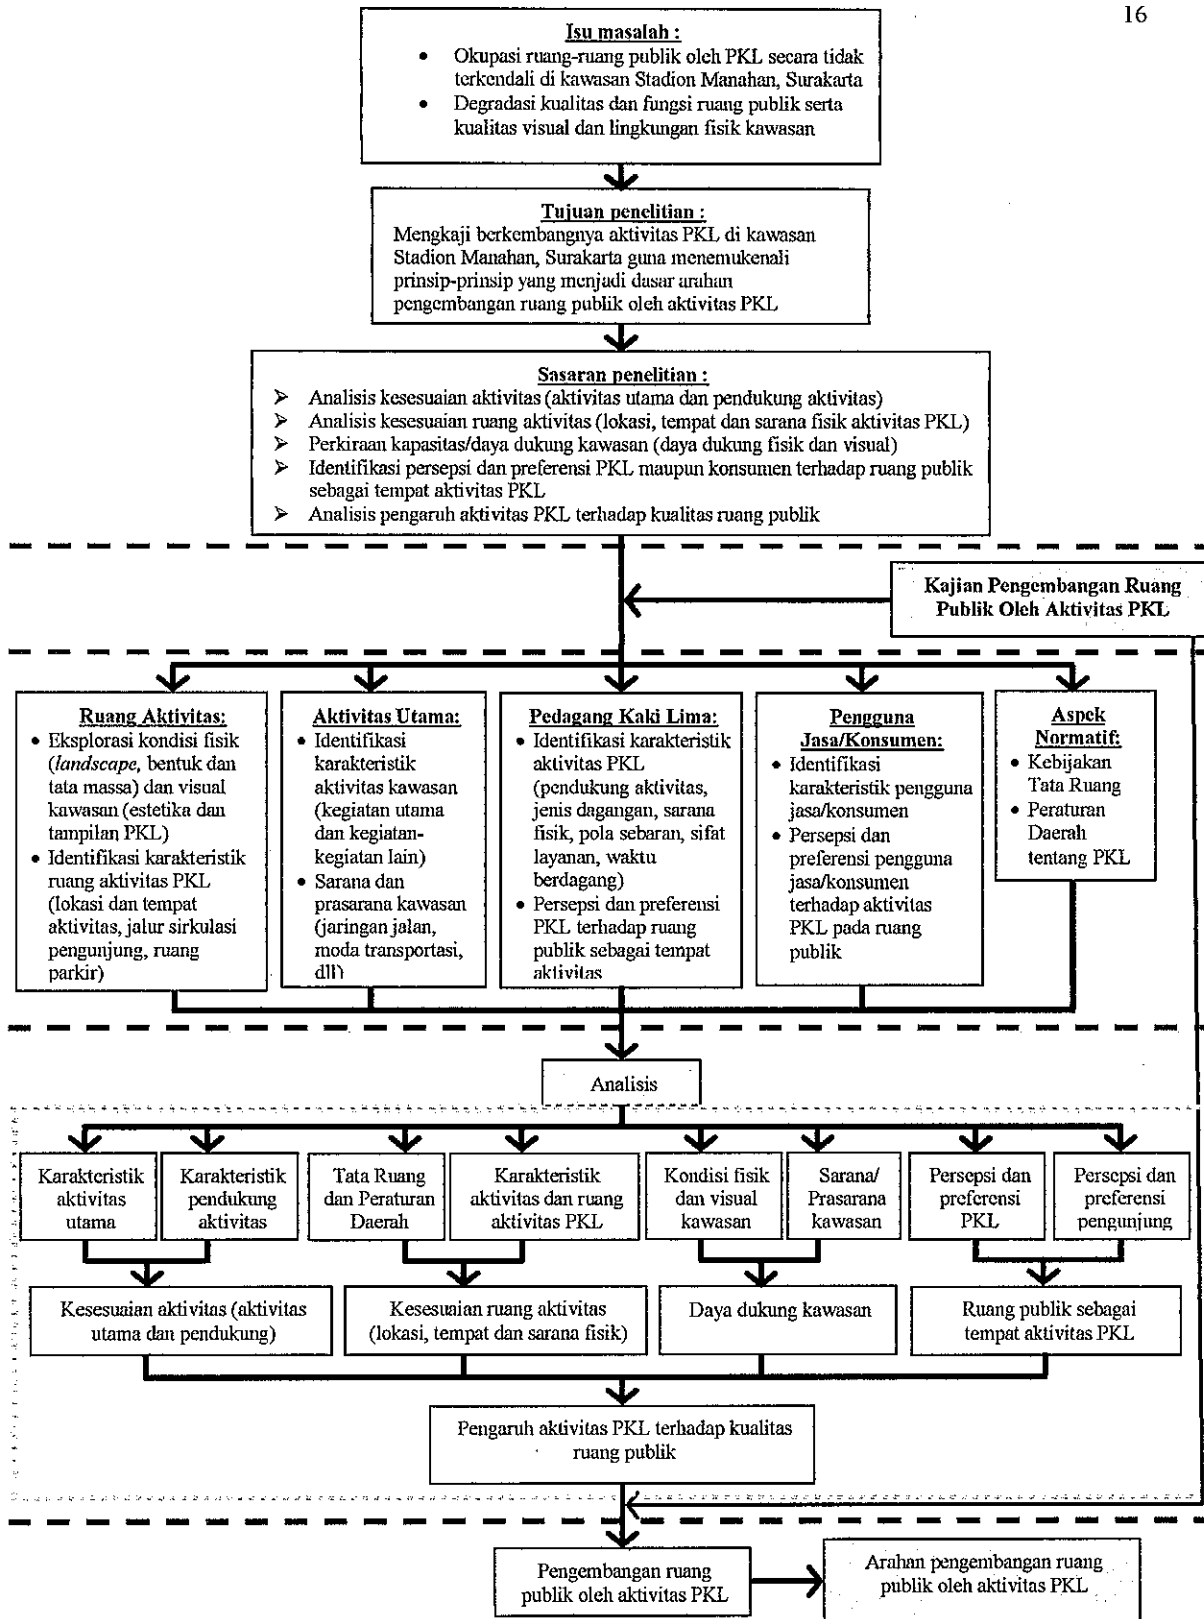 16
Isu masalah :
• Okupasi ruang-ruang publik oleh PKL secara tidak
terkendali di kawasan Stadion Manahan, Surakarta
• Degradasi kualitas dan fungsi ruang publik serta
kualitas visual dan lingkungan fisik kawasan
Tujuan penelitian :
Mengkaji berkembangnya aktivitas PKL di kawasan
Stadion Manahan, Surakarta guna menemukenali
prinsip-prinsip yang menjadi dasar arahan
pengembangan ruang publik oleh aktivitas PKL
Sasaran penelitian :
➢ Analisis kesesuaian aktivitas (aktivitas utama dan pendukung aktivitas)
➢ Analisis kesesuaian ruang aktivitas (lokasi, tempat dan sarana fisik aktivitas PKL)
➢ Perkiraan kapasitas/daya dukung kawasan (daya dukung fisik dan visual)
➢ Identifikasi persepsi dan preferensi PKL maupun konsumen terhadap ruang publik
sebagai tempat aktivitas PKL
➢ Analisis pengaruh aktivitas PKL terhadap kualitas ruang publik
Kajian Pengembangan Ruang
Publik Oleh Aktivitas PKL
Ruang Aktivitas:
• Eksplorasi kondisi fisik
(landscape, bentuk dan
tata massa) dan visual
kawasan (estetika dan
tampilan PKL)
• Identifikasi karakteristik
ruang aktivitas PKL
(lokasi dan tempat
aktivitas, jalur sirkulasi
pengunjung, ruang
parkir)
Aktivitas Utama:
• Identifikasi
karakteristik
aktivitas kawasan
(kegiatan utama
dan kegiatan-
kegiatan lain)
• Sarana dan
prasarana kawasan
(jaringan jalan,
moda transportasi,
dll)
Pedagang Kaki Lima:
• Identifikasi karakteristik
aktivitas PKL
(pendukung aktivitas,
jenis dagangan, sarana
fisik, pola sebaran, sifat
layanan, waktu
berdagang)
• Persepsi dan preferensi
PKL terhadap ruang
publik sebagai tempat
aktivitas
Pengguna
Jasa/Konsumen:
• Identifikasi
karakteristik pengguna
jasa/konsumen
• Persepsi dan
preferensi pengguna
jasa/konsumen
terhadap aktivitas
PKL pada ruang
publik
Aspek
Normatif:
• Kebijakan
Tata Ruang
• Peraturan
Daerah
tentang PKL
Analisis
Karakteristik
aktivitas
utama
Karakteristik
pendukung
aktivitas
Tata Ruang
dan Peraturan
Daerah
Karakteristik
aktivitas dan ruang
aktivitas PKL
Kondisi fisik
dan visual
kawasan
Sarana/
Prasarana
kawasan
Persepsi dan
preferensi
PKL
Persepsi dan
preferensi
pengunjung
Kesesuaian aktivitas (aktivitas
utama dan pendukung)
Kesesuaian ruang aktivitas
(lokasi, tempat dan sarana fisik)
Daya dukung kawasan
Ruang publik sebagai
tempat aktivitas PKL
Pengaruh aktivitas PKL terhadap kualitas
ruang publik
Pengembangan ruang
publik oleh aktivitas PKL
Arahan pengembangan ruang
publik oleh aktivitas PKL